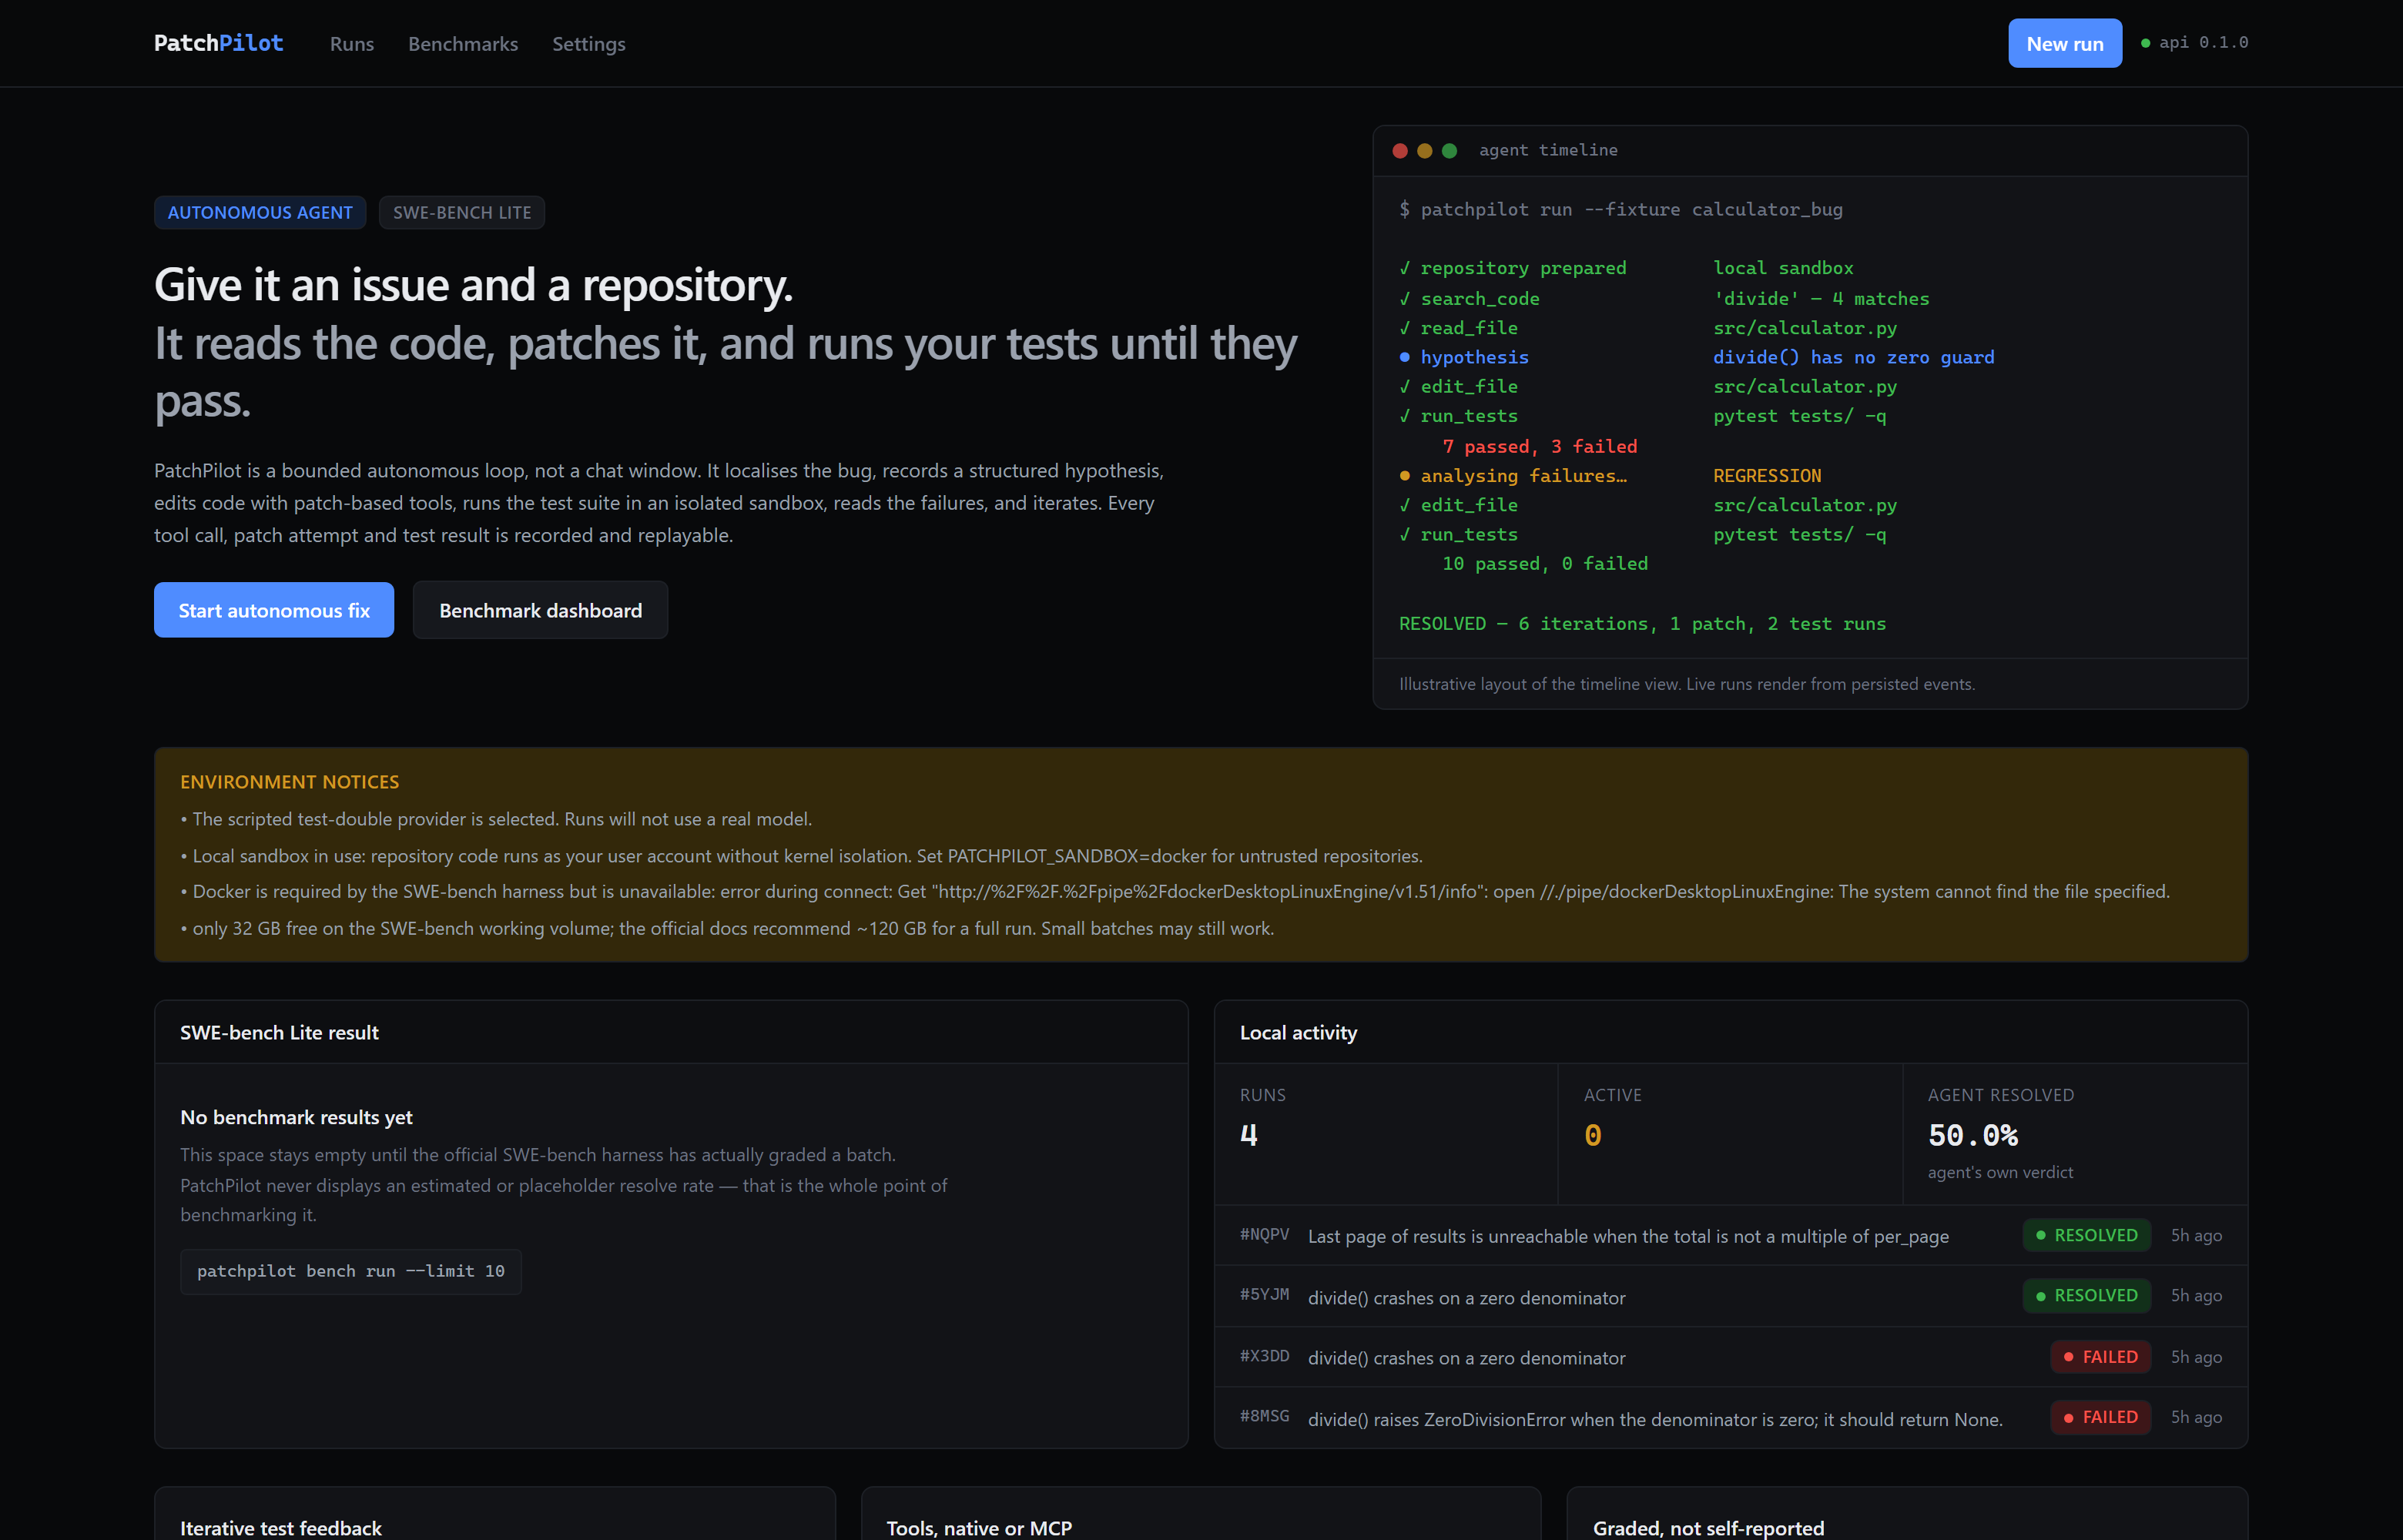 PatchPilot Runs Benchmarks Settings New run api 0.1.0
AUTONOMOUS AGENT SWE-BENCH LITE
Give it an issue and a repository.
It reads the code, patches it, and runs your tests until they
pass.
PatchPilot is a bounded autonomous loop, not a chat window. It localises the bug, records a structured hypothesis,
edits code with patch-based tools, runs the test suite in an isolated sandbox, reads the failures, and iterates. Every
tool call, patch attempt and test result is recorded and replayable.
Start autonomous fix Benchmark dashboard
agent timeline
$ patchpilot run --fixture calculator_bug
✓ repository prepared local sandbox
✓ search_code 'divide' — 4 matches
✓ read_file src/calculator.py
● hypothesis divide() has no zero guard
✓ edit_file src/calculator.py
✓ run_tests pytest tests/ -q
7 passed, 3 failed
● analysing failures… REGRESSION
✓ edit_file src/calculator.py
✓ run_tests pytest tests/ -q
10 passed, 0 failed
RESOLVED — 6 iterations, 1 patch, 2 test runs
Illustrative layout of the timeline view. Live runs render from persisted events.
ENVIRONMENT NOTICES
• The scripted test-double provider is selected. Runs will not use a real model.
• Local sandbox in use: repository code runs as your user account without kernel isolation. Set PATCHPILOT_SANDBOX=docker for untrusted repositories.
• Docker is required by the SWE-bench harness but is unavailable: error during connect: Get "http://%2F%2F.%2Fpipe%2FdockerDesktopLinuxEngine/v1.51/info": open //./pipe/dockerDesktopLinuxEngine: The system cannot find the file specified.
• only 32 GB free on the SWE-bench working volume; the official docs recommend ~120 GB for a full run. Small batches may still work.
SWE-bench Lite result
No benchmark results yet
This space stays empty until the official SWE-bench harness has actually graded a batch.
PatchPilot never displays an estimated or placeholder resolve rate — that is the whole point of
benchmarking it.
patchpilot bench run --limit 10
Local activity
RUNS ACTIVE AGENT RESOLVED
4 0 50.0%
agent's own verdict
#NQPV Last page of results is unreachable when the total is not a multiple of per_page RESOLVED 5h ago
#5YJM divide() crashes on a zero denominator RESOLVED 5h ago
#X3DD divide() crashes on a zero denominator FAILED 5h ago
#8MSG divide() raises ZeroDivisionError when the denominator is zero; it should return None. FAILED 5h ago
Iterative test feedback Tools, native or MCP Graded, not self-reported